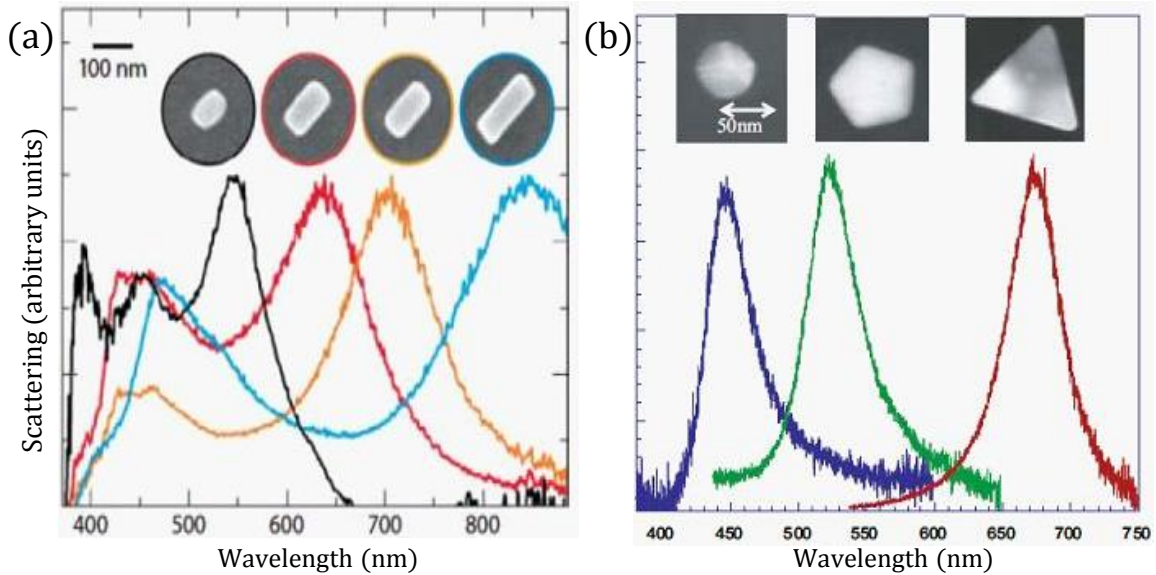 (a)
100 nm
Scattering (arbitrary units)
400 500 600 700 800
Wavelength (nm)
(b)
50nm
400 450 500 550 600 650 700 750
Wavelength (nm)